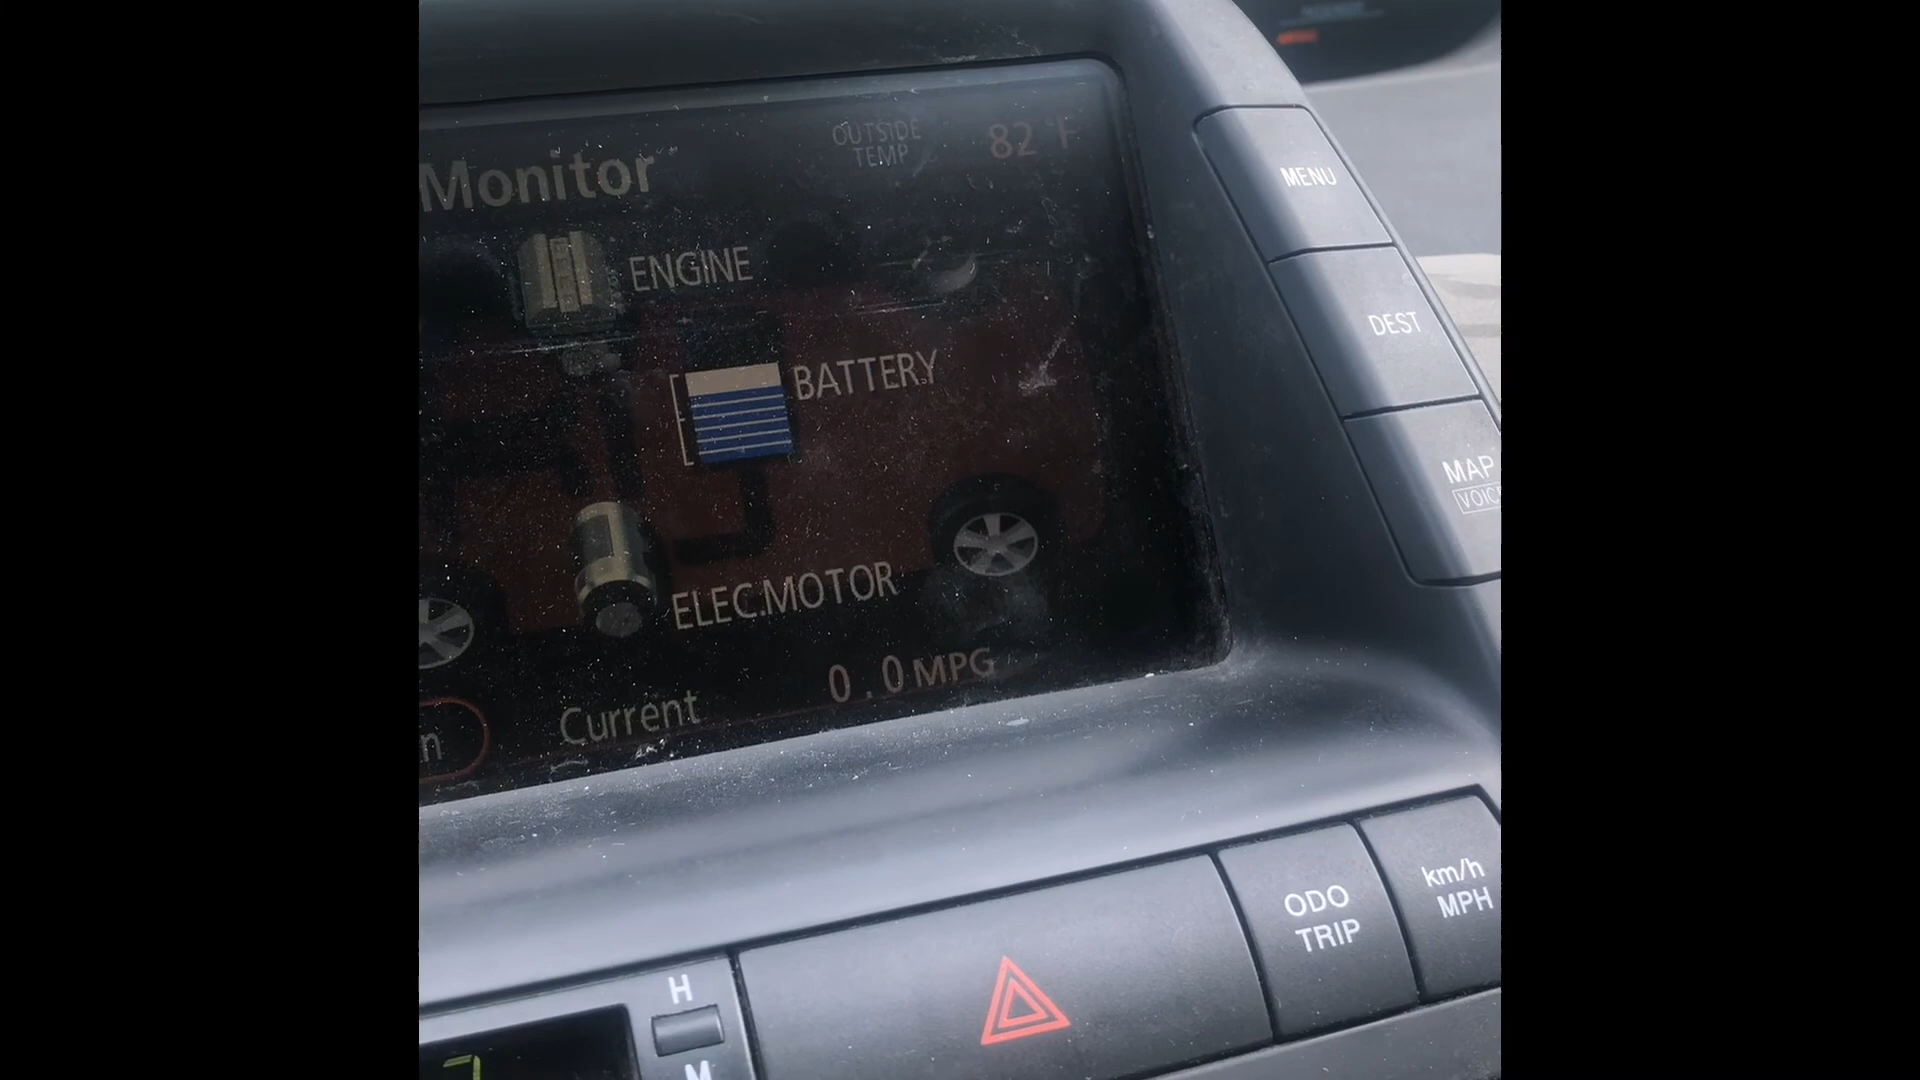 Monitor
OUTSIDE
TEMP
82 °F
ENGINE
BATTERY
ELEC.MOTOR
Current
0.0 MPG
MENU
DEST
MAP
ODO
TRIP
km/h
MPH
H
M